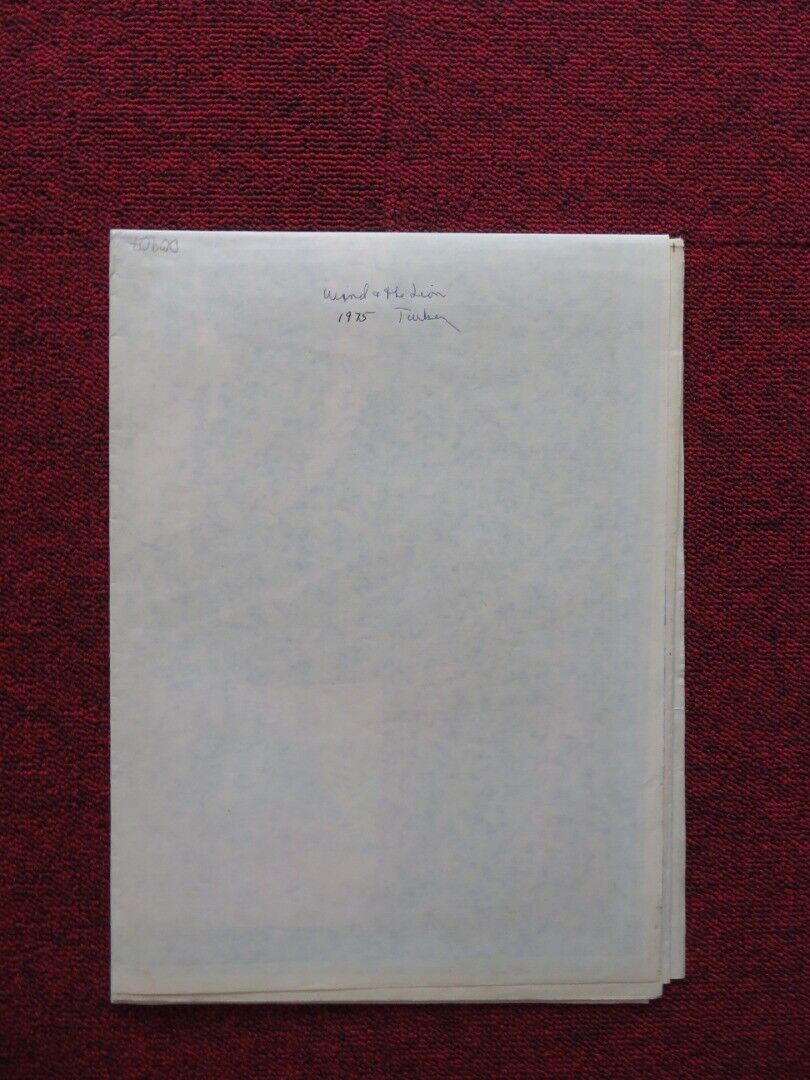 Wind & the Lion
1975 Turkey